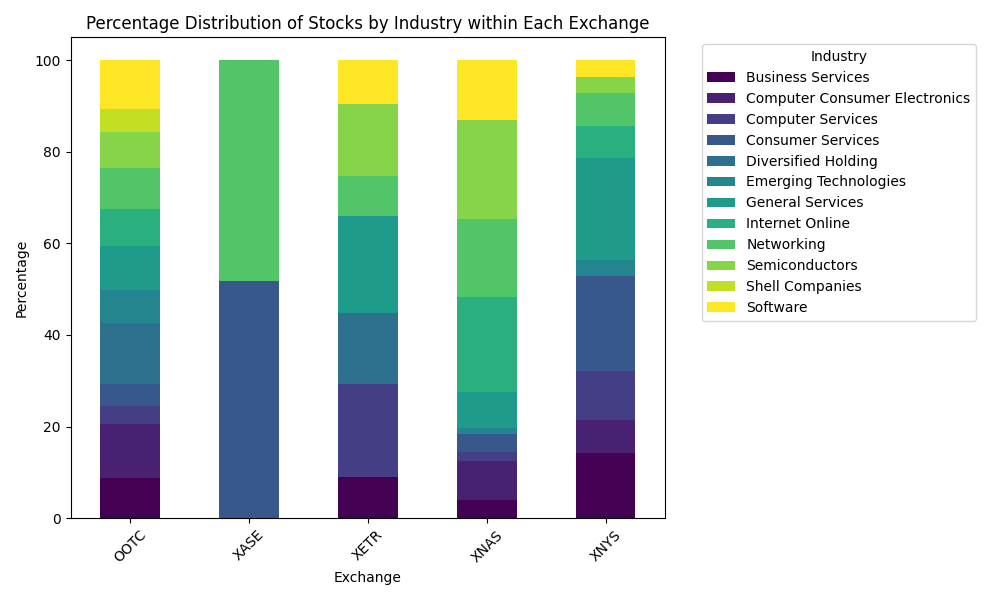 Percentage Distribution of Stocks by Industry within Each Exchange
100
80
60
40
20
0
Percentage
OOTC
XASE
XETR
XNAS
XNYS
Exchange
Industry
Business Services
Computer Consumer Electronics
Computer Services
Consumer Services
Diversified Holding
Emerging Technologies
General Services
Internet Online
Networking
Semiconductors
Shell Companies
Software